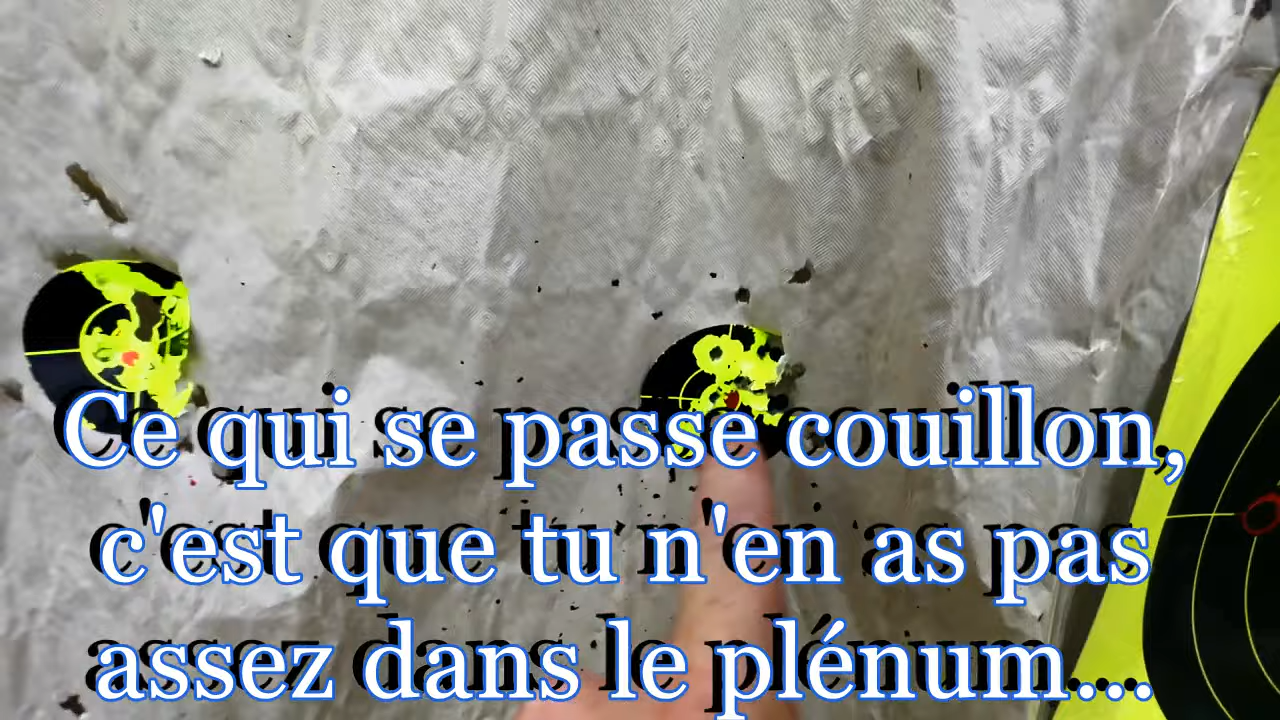 Ce qui se passe couillon,
c'est que tu n'en as pas
assez dans le plénum...